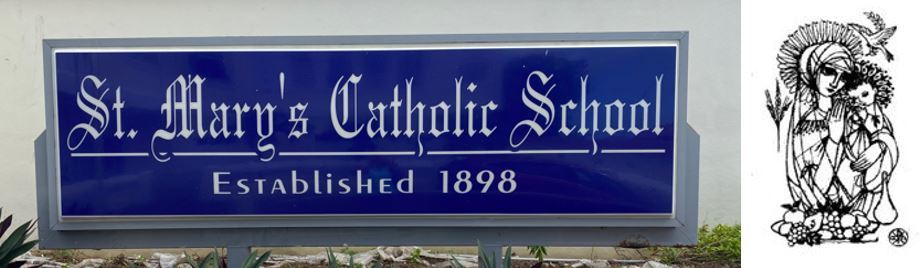 St. Mary's Catholic School
Established 1898